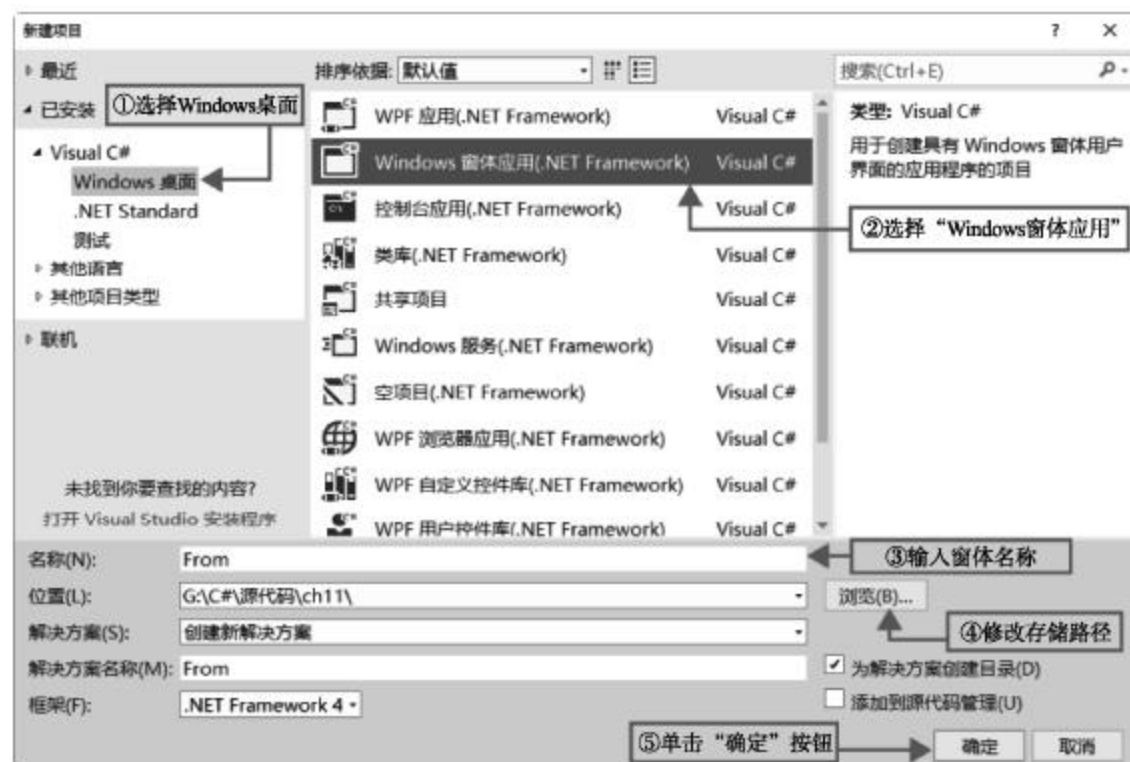 新建项目
? ×
最近
排序依据: 默认值
搜索(Ctrl+E)
已安装
①选择Windows桌面
Visual C#
Windows 桌面
.NET Standard
测试
其他语言
其他项目类型
联机
未找到你要查找的内容?
打开 Visual Studio 安装程序
WPF 应用(.NET Framework) Visual C#
Windows 窗体应用(.NET Framework) Visual C#
控制台应用(.NET Framework) Visual C#
类库(.NET Framework) Visual C#
共享项目 Visual C#
Windows 服务(.NET Framework) Visual C#
空项目(.NET Framework) Visual C#
WPF 浏览器应用(.NET Framework) Visual C#
WPF 自定义控件库(.NET Framework) Visual C#
WPF 用户控件库(.NET Framework) Visual C#
类型: Visual C#
用于创建具有 Windows 窗体用户
界面的应用程序的项目
②选择“Windows窗体应用”
名称(N): From
③输入窗体名称
位置(L): G:\C#\源代码\ch11\
浏览(B)...
解决方案(S): 创建新解决方案
④修改存储路径
解决方案名称(M): From
为解决方案创建目录(D)
框架(F): .NET Framework 4
添加到源代码管理(U)
⑤单击“确定”按钮
确定 取消